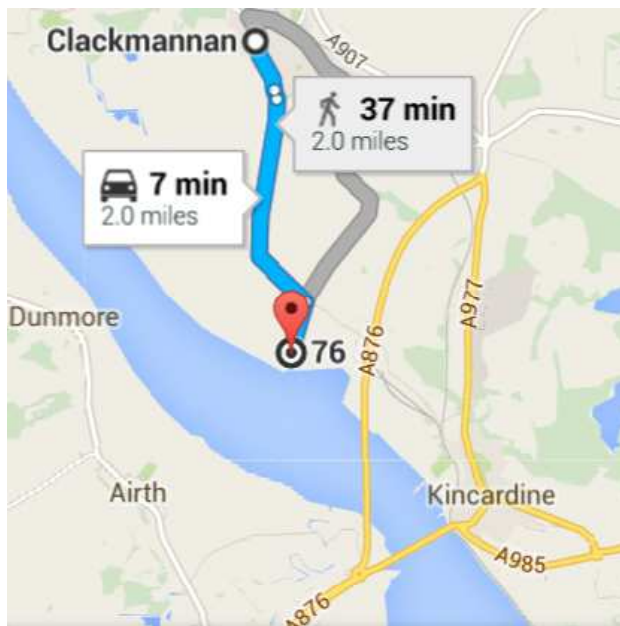 Clackmannan
A907
37 min
2.0 miles
7 min
2.0 miles
Dunmore
76
A876
A977
Airth
Kincardine
A985
A876